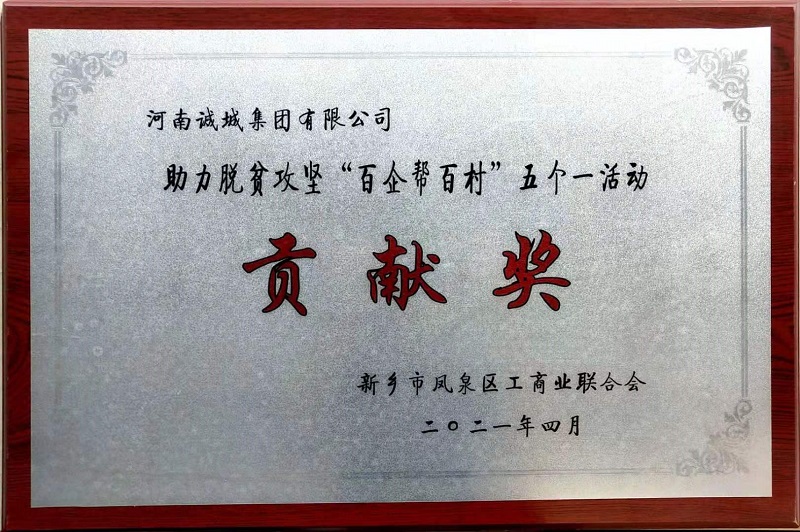 河南诚城集团有限公司
助力脱贫攻坚“百企帮百村”五个一活动
贡献奖
新乡市凤泉区工商业联合会
二〇二一年四月